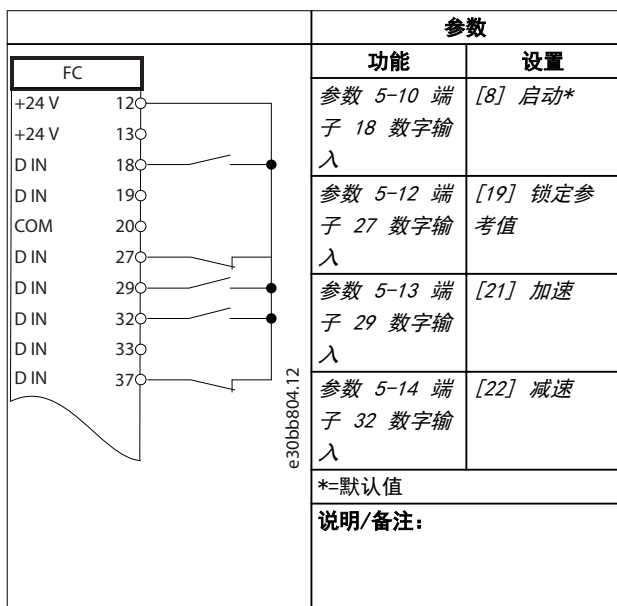 参数
功能 设置
FC
+24 V 12
+24 V 13
D IN 18
D IN 19
COM 20
D IN 27
D IN 29
D IN 32
D IN 33
D IN 37
e30bb804.12
参数 5-10 端
子 18 数字输
入
[8] 启动*
参数 5-12 端
子 27 数字输
入
[19] 锁定参
考值
参数 5-13 端
子 29 数字输
入
[21] 加速
参数 5-14 端
子 32 数字输
入
[22] 减速
*=默认值
说明/备注：